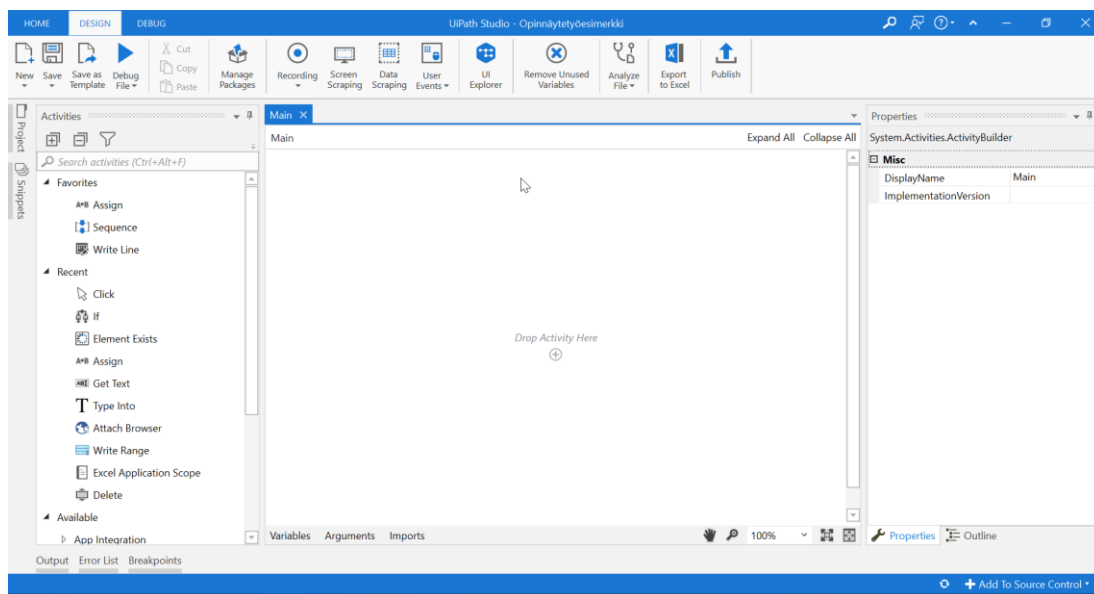 HOME DESIGN DEBUG UiPath Studio - Opinnäytetyöesimerkki
New Save Save as Template Debug File Cut Copy Paste Manage Packages Recording Screen Scraping Data Scraping User Events UI Explorer Remove Unused Variables Analyze File Export to Excel Publish
Project
Snippets
Activities
Search activities (Ctrl+Alt+F)
Favorites
A*B Assign
Sequence
Write Line
Recent
Click
If
Element Exists
A*B Assign
Get Text
Type Into
Attach Browser
Write Range
Excel Application Scope
Delete
Available
App Integration
Main
Main Expand All Collapse All
Drop Activity Here
Variables Arguments Imports 100%
Properties
System.Activities.ActivityBuilder
Misc
DisplayName Main
ImplementationVersion
Properties Outline
Output Error List Breakpoints
Add To Source Control